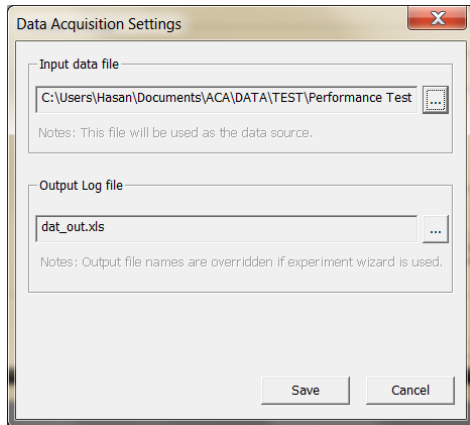 Data Acquisition Settings
X
Input data file
C:\Users\Hasan\Documents\ACA\DATA\TEST\Performance Test
...
Notes: This file will be used as the data source.
Output Log file
dat_out.xls
...
Notes: Output file names are overridden if experiment wizard is used.
Save
Cancel